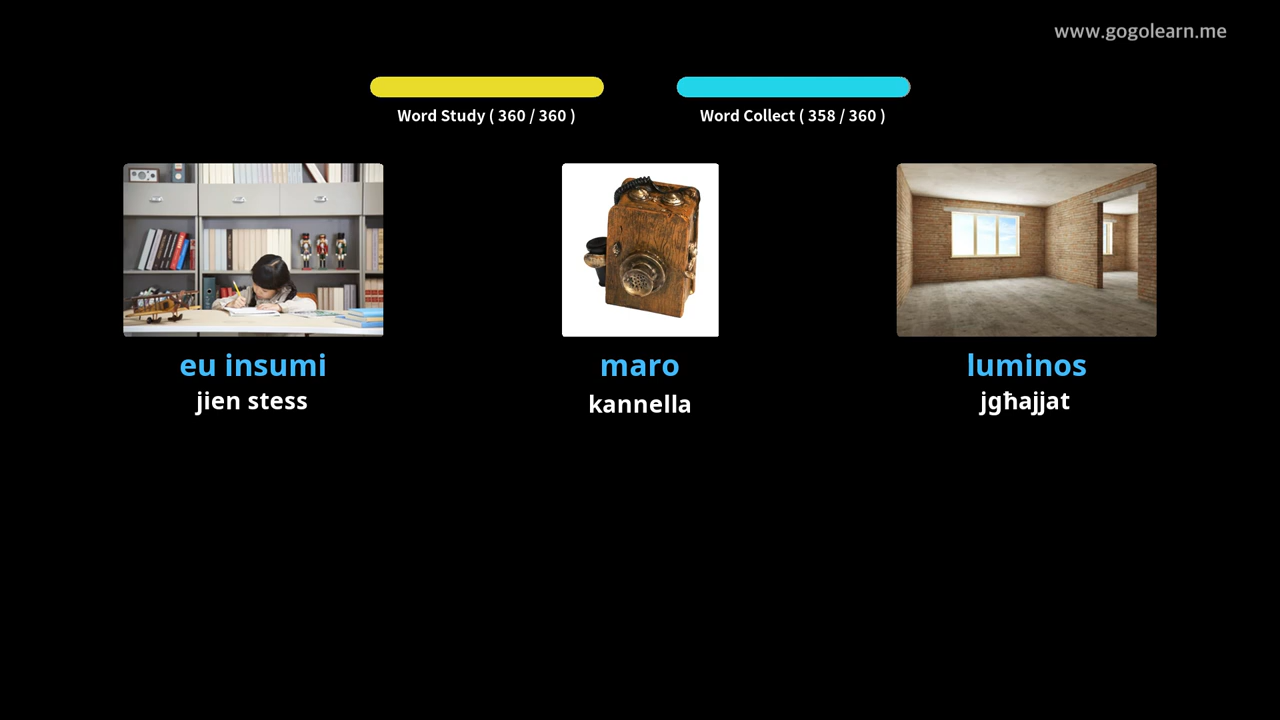 www.gogolearn.me
Word Study ( 360 / 360 )
Word Collect ( 358 / 360 )
eu insumi
maro
luminos
jien stess
kannella
jgħajjat